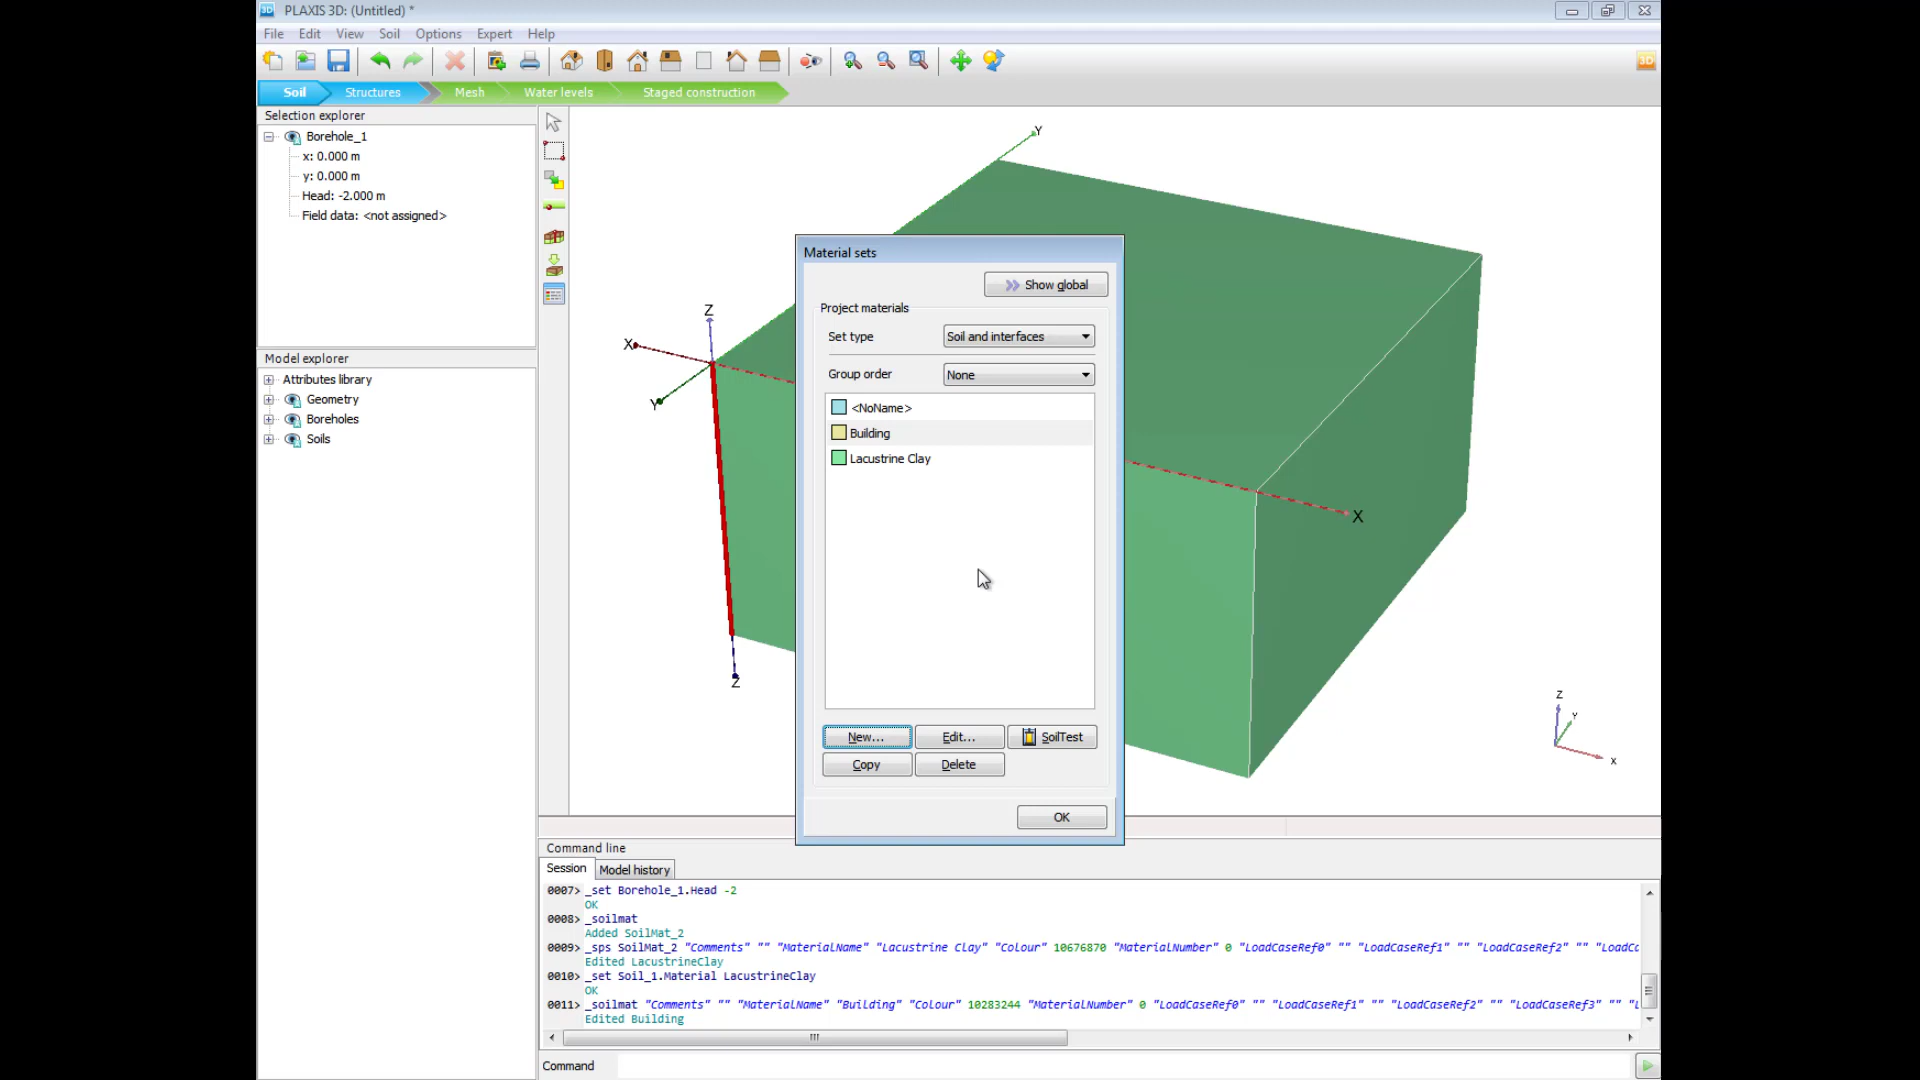 PLAXIS 3D: (Untitled) *
File Edit View Soil Options Expert Help
Soil Structures Mesh Water levels Staged construction
Selection explorer
Borehole_1
x: 0.000 m
y: 0.000 m
Head: -2.000 m
Field data: <not assigned>
Model explorer
Attributes library
Geometry
Boreholes
Soils
Y
Z
X
Y
Z
X
Z
Y
X
Material sets
Show global
Project materials
Set type Soil and interfaces
Group order None
<NoName>
Building
Lacustrine Clay
New... Edit... SoilTest
Copy Delete
OK
Command line
Session Model history
0007> _set Borehole_1.Head -2
OK
0008> _soilmat
Added SoilMat_2
0009> _sps SoilMat_2 "Comments" "" "MaterialName" "Lacustrine Clay" "Colour" 10676870 "MaterialNumber" 0 "LoadCaseRef0" "" "LoadCaseRef1" "" "LoadCaseRef2" "" "LoadCa
Edited LacustrineClay
0010> _set Soil_1.Material LacustrineClay
OK
0011> _soilmat "Comments" "" "MaterialName" "Building" "Colour" 10283244 "MaterialNumber" 0 "LoadCaseRef0" "" "LoadCaseRef1" "" "LoadCaseRef2" "" "LoadCaseRef3" "" "L
Edited Building
Command
3D